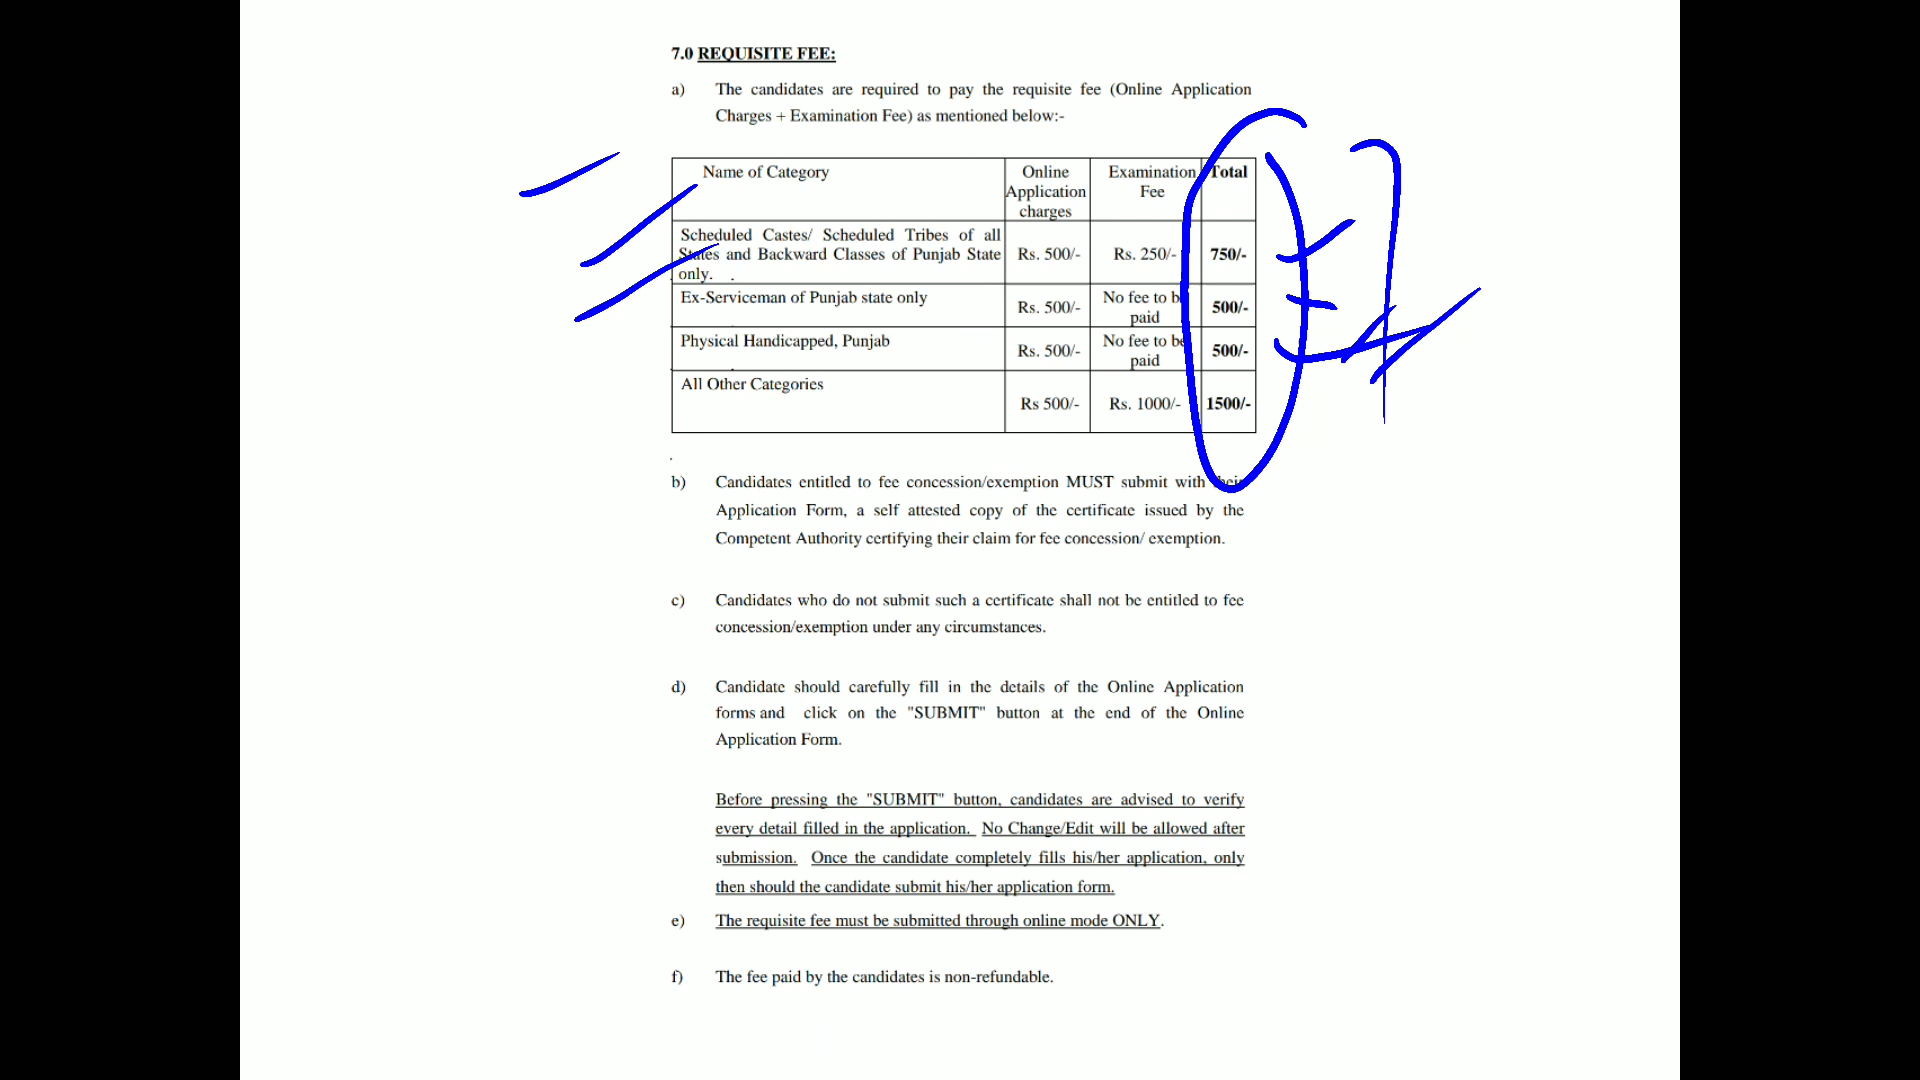 7.0 REQUISITE FEE:
a) The candidates are required to pay the requisite fee (Online Application
Charges + Examination Fee) as mentioned below:-
Name of Category Online Application charges Examination Fee Total
Scheduled Castes/ Scheduled Tribes of all
States and Backward Classes of Punjab State
only. Rs. 500/- Rs. 250/- 750/-
Ex-Serviceman of Punjab state only Rs. 500/- No fee to be paid 500/-
Physical Handicapped, Punjab Rs. 500/- No fee to be paid 500/-
All Other Categories Rs 500/- Rs. 1000/- 1500/-
b) Candidates entitled to fee concession/exemption MUST submit with their
Application Form, a self attested copy of the certificate issued by the
Competent Authority certifying their claim for fee concession/ exemption.
c) Candidates who do not submit such a certificate shall not be entitled to fee
concession/exemption under any circumstances.
d) Candidate should carefully fill in the details of the Online Application
forms and click on the "SUBMIT" button at the end of the Online
Application Form.
Before pressing the "SUBMIT" button, candidates are advised to verify
every detail filled in the application. No Change/Edit will be allowed after
submission. Once the candidate completely fills his/her application, only
then should the candidate submit his/her application form.
e) The requisite fee must be submitted through online mode ONLY.
f) The fee paid by the candidates is non-refundable.